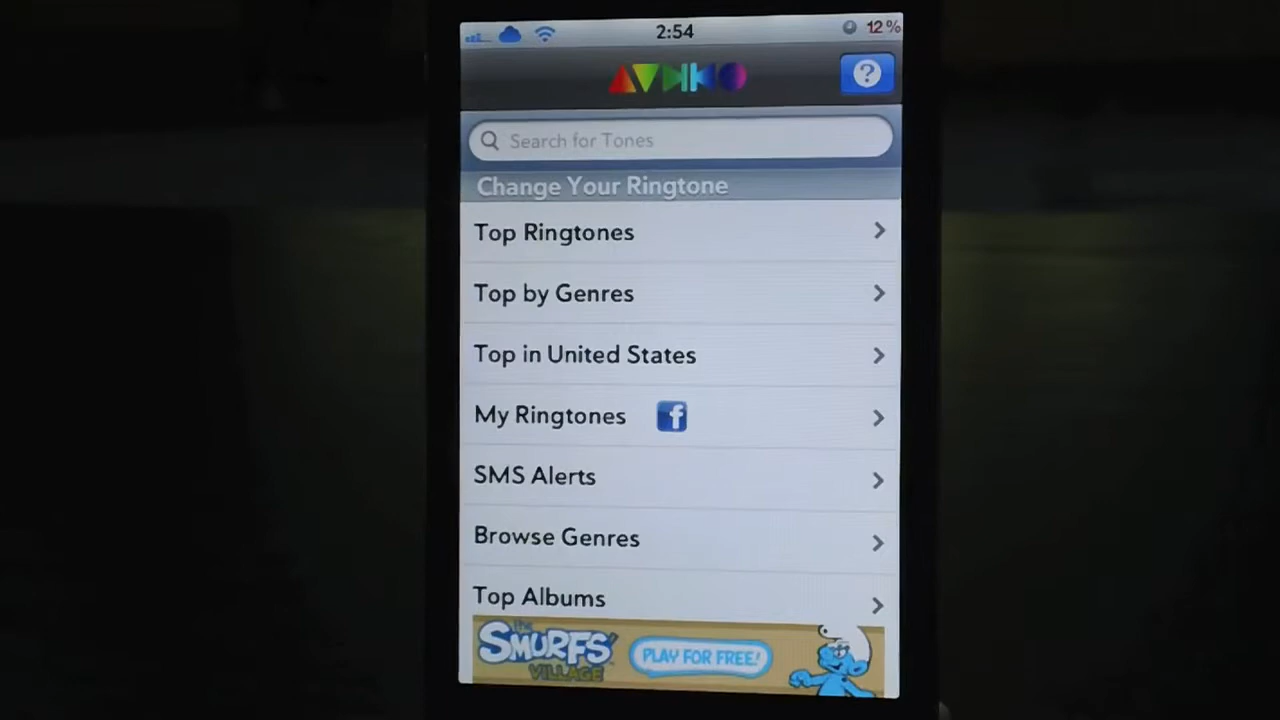 2:54
12%
?
Search for Tones
Change Your Ringtone
Top Ringtones
Top by Genres
Top in United States
My Ringtones f
SMS Alerts
Browse Genres
Top Albums
the
SMURFS'
VILLAGE
PLAY FOR FREE!